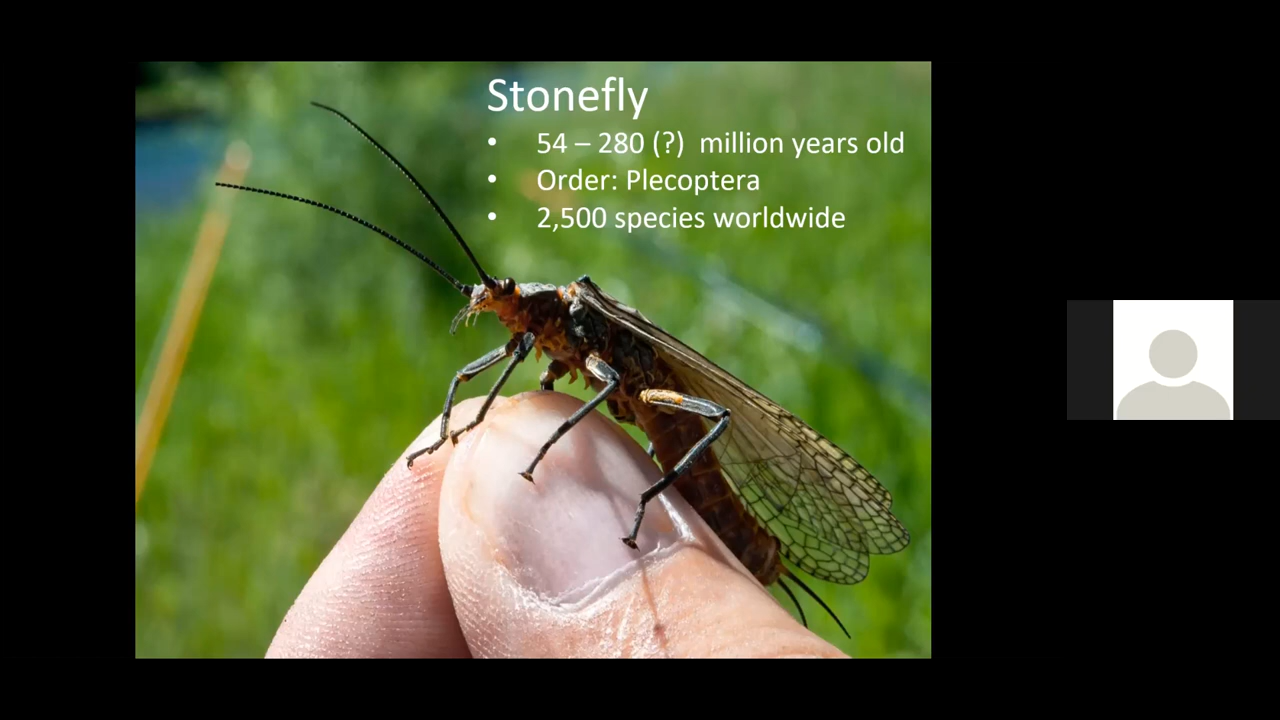 Stonefly
• 54 – 280 (?) million years old
• Order: Plecoptera
• 2,500 species worldwide